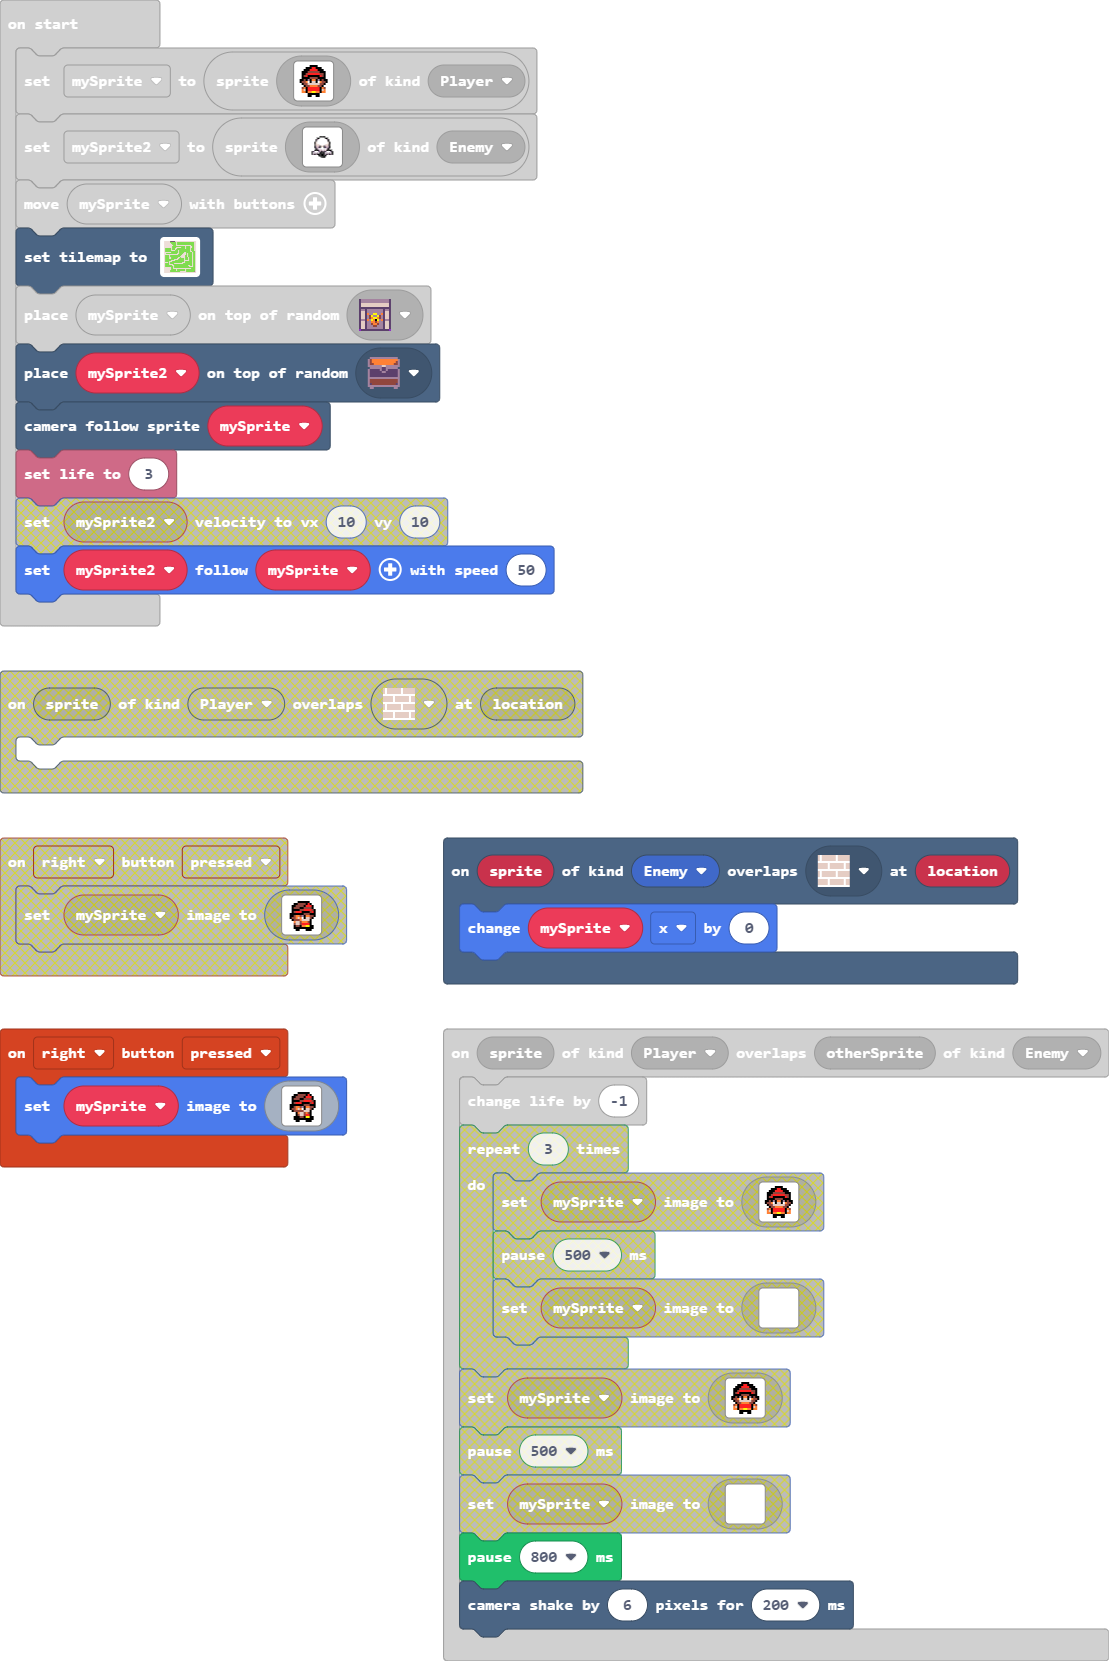 on start
set mySprite to sprite of kind Player
set mySprite2 to sprite of kind Enemy
move mySprite with buttons
set tilemap to
place mySprite on top of random
place mySprite2 on top of random
camera follow sprite mySprite
set life to 3
set mySprite2 velocity to vx 10 vy 10
set mySprite2 follow mySprite with speed 50
on sprite of kind Player overlaps at location
on right button pressed
set mySprite image to
on sprite of kind Enemy overlaps at location
change mySprite x by 0
on right button pressed
set mySprite image to
on sprite of kind Player overlaps otherSprite of kind Enemy
change life by -1
repeat 3 times
do
set mySprite image to
pause 500 ms
set mySprite image to
set mySprite image to
pause 500 ms
set mySprite image to
pause 800 ms
camera shake by 6 pixels for 200 ms